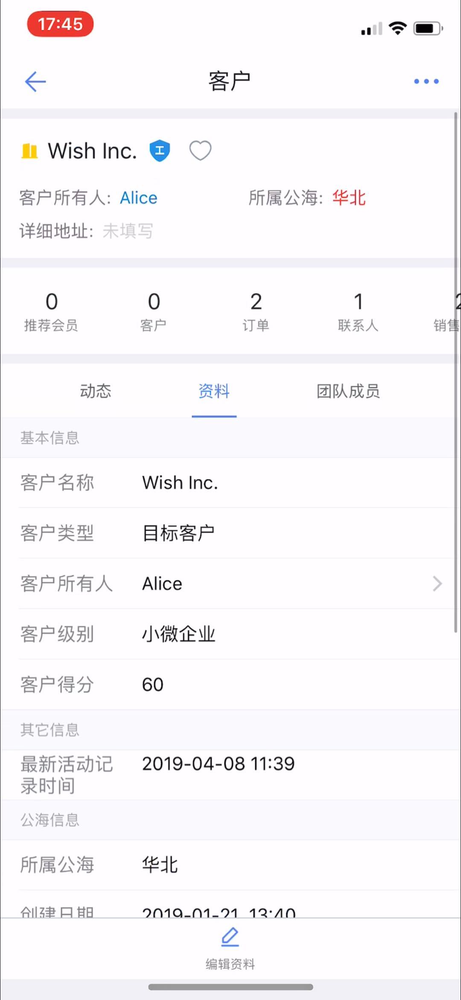 17:45
客户
Wish Inc. 工
客户所有人: Alice 所属公海: 华北
详细地址: 未填写
0 0 2 1 2
推荐会员 客户 订单 联系人 销售
动态 资料 团队成员
基本信息
客户名称 Wish Inc.
客户类型 目标客户
客户所有人 Alice
客户级别 小微企业
客户得分 60
其它信息
最新活动记 2019-04-08 11:39
录时间
公海信息
所属公海 华北
创建日期 2019-01-21 13:40
编辑资料